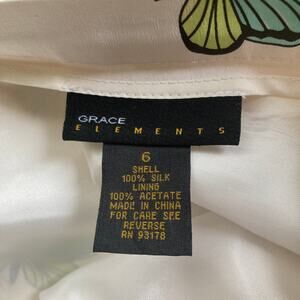 GRACE
ELEMENTS
6
SHELL
100% SILK
LINING
100% ACETATE
MADE IN CHINA
FOR CARE SEE
REVERSE
RN 93178